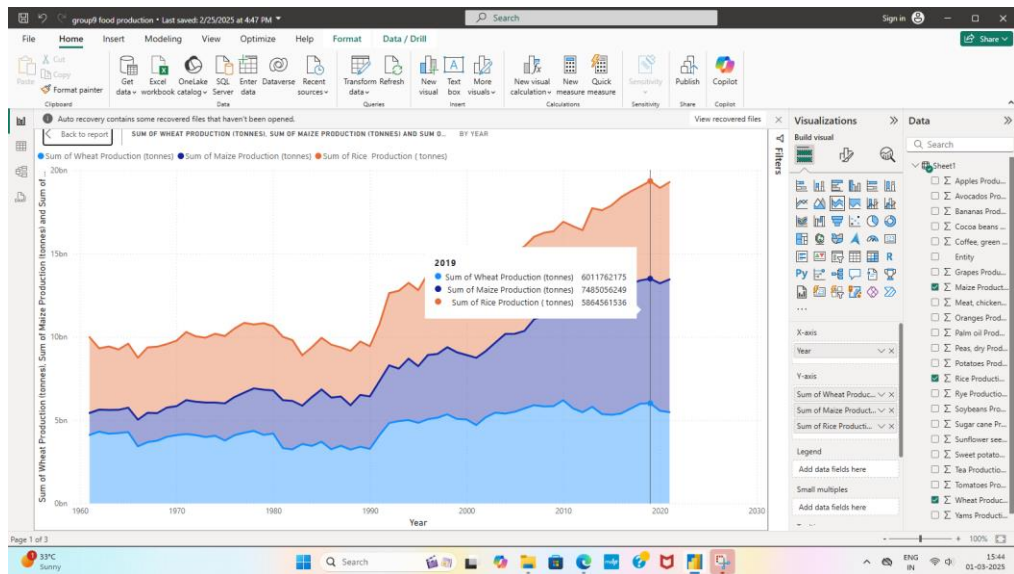 group9 food production • Last saved: 2/25/2025 at 4:47 PM
Search
Sign in
File Home Insert Modeling View Optimize Help Format Data / Drill
Share
Paste
Cut
Copy
Format painter
Clipboard
Get data
Excel workbook
OneLake catalog
SQL Server
Enter data
Dataverse
Recent sources
Data
Transform data
Refresh
Queries
New visual
Text box
More visuals
Insert
New visual calculation
New measure
Quick measure
Calculations
Sensitivity
Sensitivity
Publish
Share
Copilot
Copilot
Auto recovery contains some recovered files that haven't been opened.
View recovered files
Back to report
SUM OF WHEAT PRODUCTION (TONNES), SUM OF MAIZE PRODUCTION (TONNES) AND SUM O... BY YEAR
Sum of Wheat Production (tonnes) Sum of Maize Production (tonnes) Sum of Rice Production ( tonnes)
Sum of Wheat Production (tonnes), Sum of Maize Production (tonnes) and Sum of ...
20bn
15bn
10bn
5bn
0bn
2019
Sum of Wheat Production (tonnes) 6011762175
Sum of Maize Production (tonnes) 7485056249
Sum of Rice Production ( tonnes) 5864561536
1960 1970 1980 1990 2000 2010 2020 2030
Year
Filters
Visualizations
Build visual
R
Py
...
X-axis
Year
Y-axis
Sum of Wheat Produc...
Sum of Maize Product...
Sum of Rice Producti...
Legend
Add data fields here
Small multiples
Add data fields here
Data
Search
Sheet1
Apples Produ...
Avocados Pro...
Bananas Prod...
Cocoa beans ...
Coffee, green ...
Entity
Grapes Produ...
Maize Product...
Meat, chicken...
Oranges Prod...
Palm oil Prod...
Peas, dry Prod...
Potatoes Prod...
Rice Producti...
Rye Productio...
Soybeans Pro...
Sugar cane Pr...
Sunflower see...
Sweet potato...
Tea Productio...
Tomatoes Pro...
Wheat Produc...
Yams Producti...
Page 1 of 3
100%
1
33°C
Sunny
Search
ENG
IN
15:44
01-03-2025